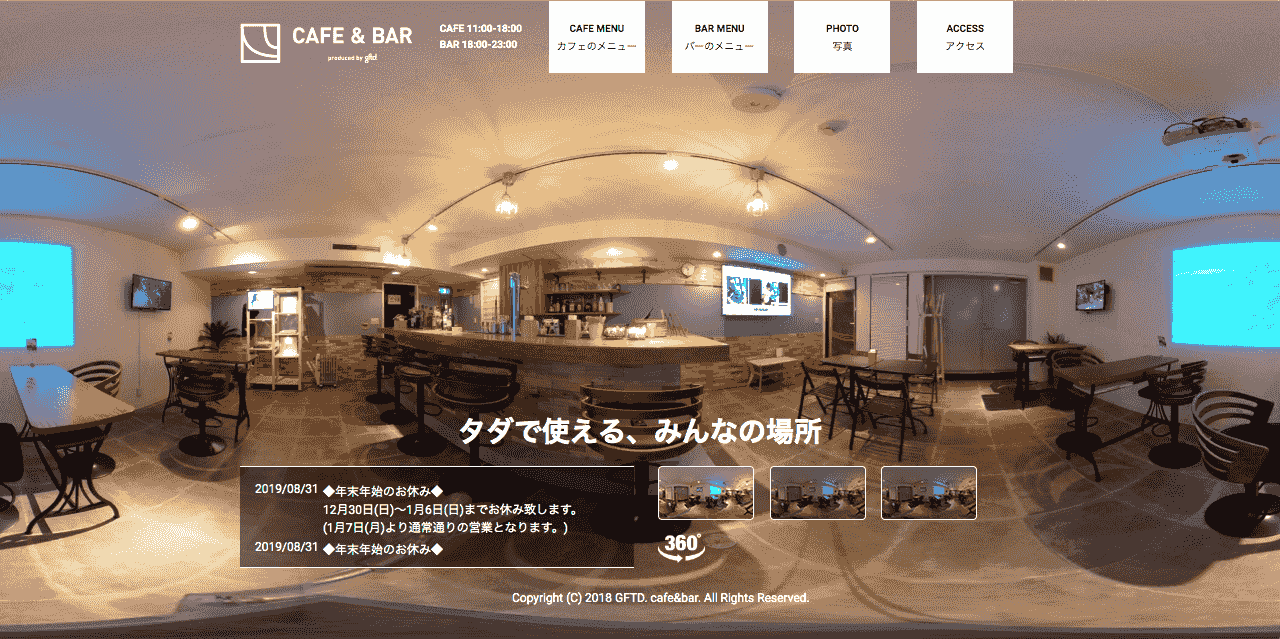 CAFE & BAR
produced by gftd
CAFE 11:00-18:00
BAR 18:00-23:00
CAFE MENU
カフェのメニュー
BAR MENU
バーのメニュー
PHOTO
写真
ACCESS
アクセス
タダで使える、みんなの場所
2019/08/31 ◆年末年始のお休み◆
12月30日(日)〜1月6日(日)までお休み致します。
(1月7日(月)より通常通りの営業となります。)
2019/08/31 ◆年末年始のお休み◆
360°
Copyright (C) 2018 GFTD. cafe&bar. All Rights Reserved.